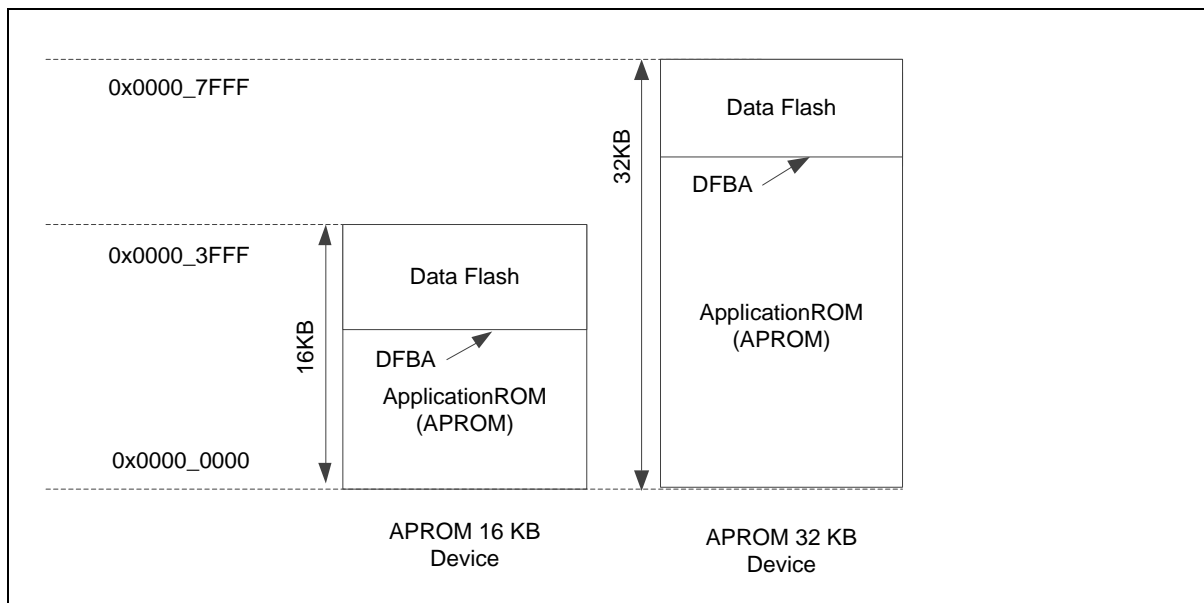 0x0000_7FFF
Data Flash
32KB
DFBA
0x0000_3FFF
Data Flash
16KB
DFBA
ApplicationROM
(APROM)
ApplicationROM
(APROM)
0x0000_0000
APROM 16 KB
Device
APROM 32 KB
Device